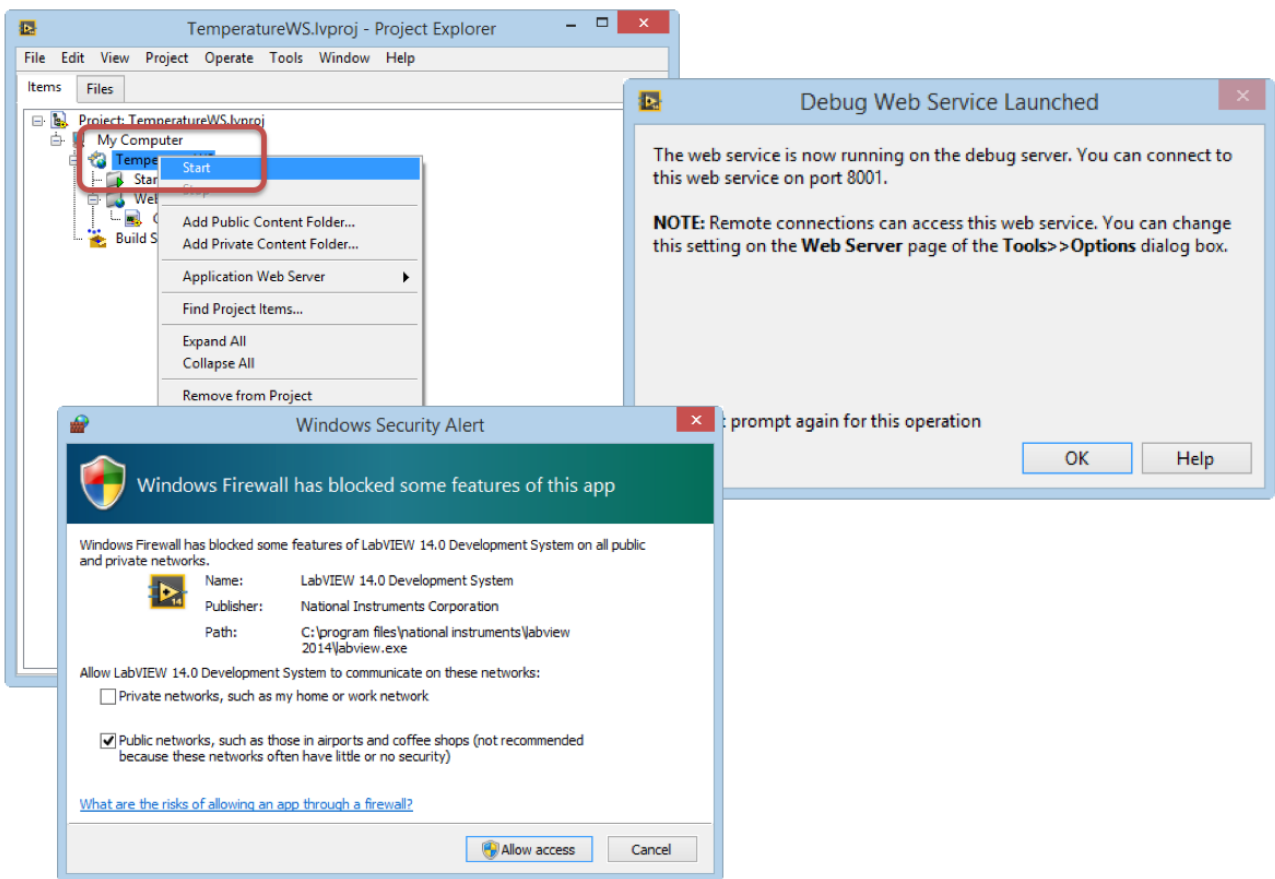 TemperatureWS.lvproj - Project Explorer
File Edit View Project Operate Tools Window Help
Items Files
Project: TemperatureWS.lvproj
My Computer
Tempe
Start
Star
Stop
Web
Add Public Content Folder...
Build S
Add Private Content Folder...
Application Web Server
Find Project Items...
Expand All
Collapse All
Remove from Project
Debug Web Service Launched
The web service is now running on the debug server. You can connect to
this web service on port 8001.
NOTE: Remote connections can access this web service. You can change
this setting on the Web Server page of the Tools>>Options dialog box.
prompt again for this operation
OK Help
Windows Security Alert
Windows Firewall has blocked some features of this app
Windows Firewall has blocked some features of LabVIEW 14.0 Development System on all public
and private networks.
14
Name: LabVIEW 14.0 Development System
Publisher: National Instruments Corporation
Path: C:\program files\national instruments\labview
2014\labview.exe
Allow LabVIEW 14.0 Development System to communicate on these networks:
Private networks, such as my home or work network
Public networks, such as those in airports and coffee shops (not recommended
because these networks often have little or no security)
What are the risks of allowing an app through a firewall?
Allow access Cancel